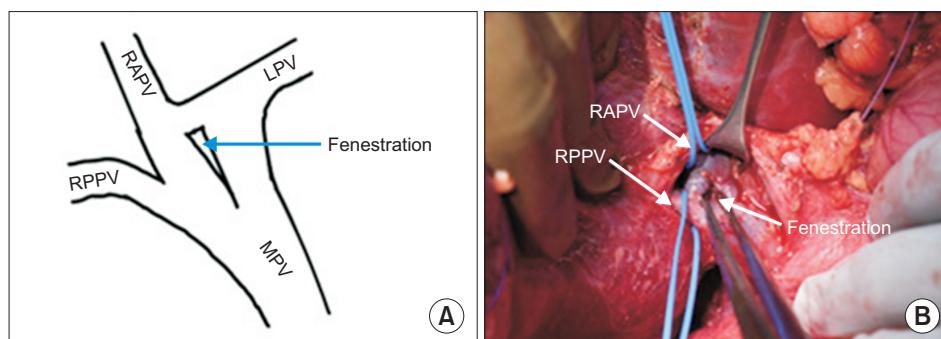 RAPV
LPV
Fenestration
RPPV
MPV
A
RAPV
RPPV
Fenestration
B